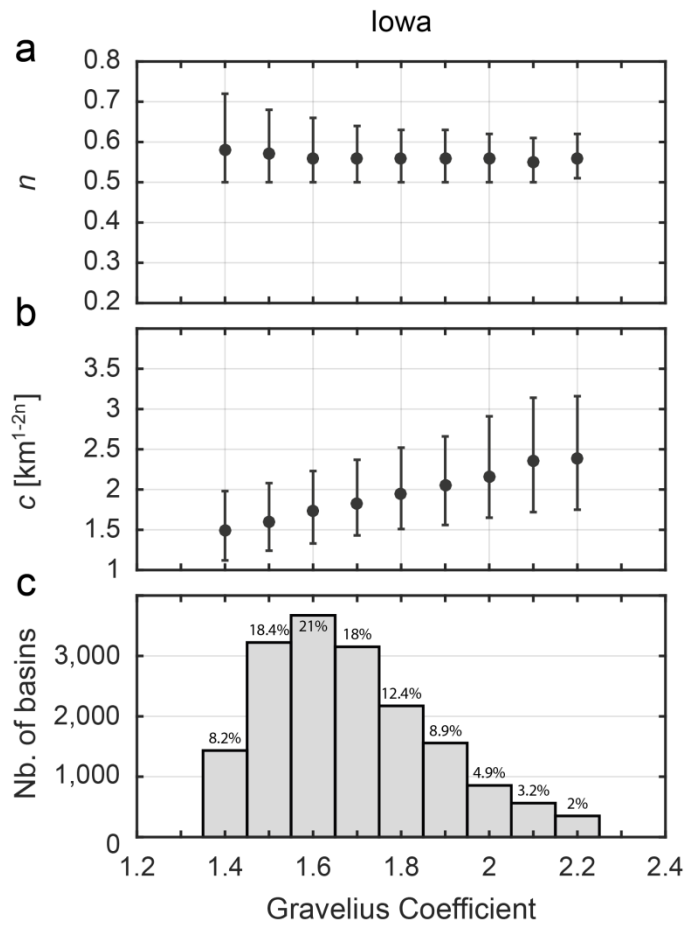 Iowa
a
0.8
0.7
0.6
0.5
0.4
0.3
0.2
n
b
3.5
3
2.5
2
1.5
1
c [km1-2n]
c
3,000
2,000
1,000
0
Nb. of basins
8.2%
18.4%
21%
18%
12.4%
8.9%
4.9%
3.2%
2%
1.2 1.4 1.6 1.8 2 2.2 2.4
Gravelius Coefficient